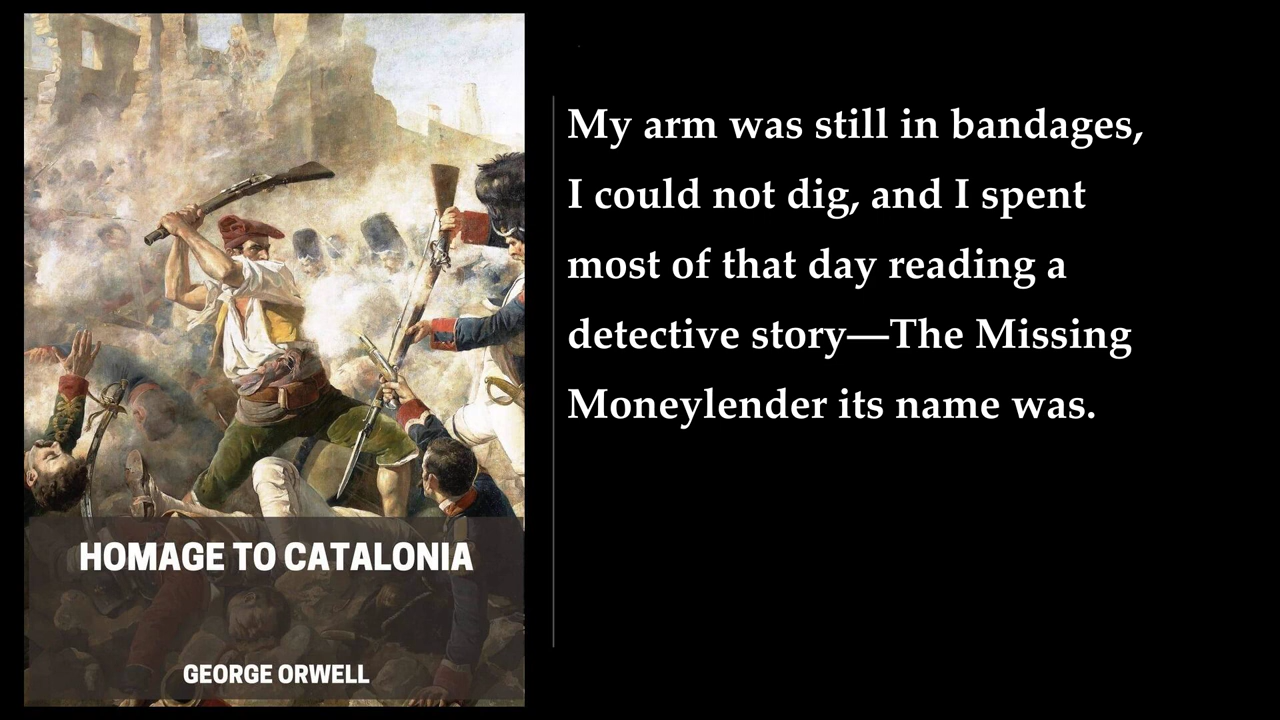 HOMAGE TO CATALONIA
GEORGE ORWELL
My arm was still in bandages,
I could not dig, and I spent
most of that day reading a
detective story—The Missing
Moneylender its name was.